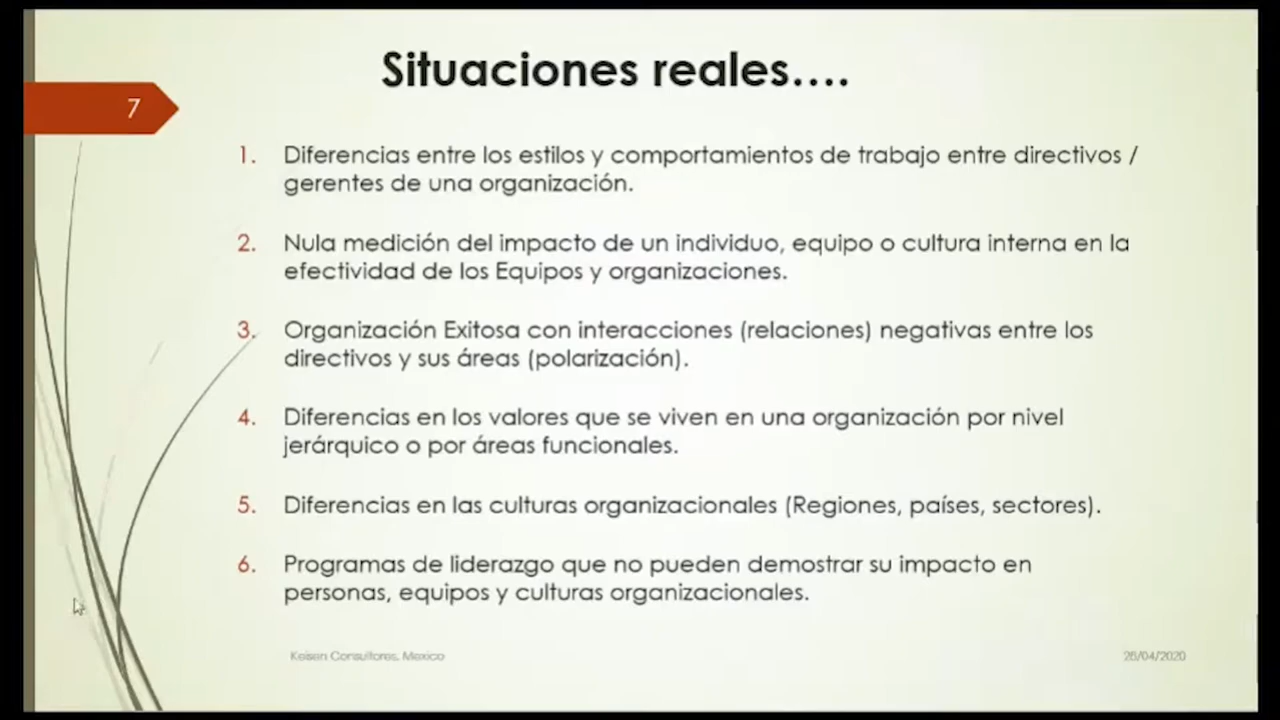 Situaciones reales....
7
1. Diferencias entre los estilos y comportamientos de trabajo entre directivos /
gerentes de una organización.
2. Nula medición del impacto de un individuo, equipo o cultura interna en la
efectividad de los Equipos y organizaciones.
3. Organización Exitosa con interacciones (relaciones) negativas entre los
directivos y sus áreas (polarización).
4. Diferencias en los valores que se viven en una organización por nivel
jerárquico o por áreas funcionales.
5. Diferencias en las culturas organizacionales (Regiones, países, sectores).
6. Programas de liderazgo que no pueden demostrar su impacto en
personas, equipos y culturas organizacionales.
Keisen Consultores, Mexico
26/04/2020